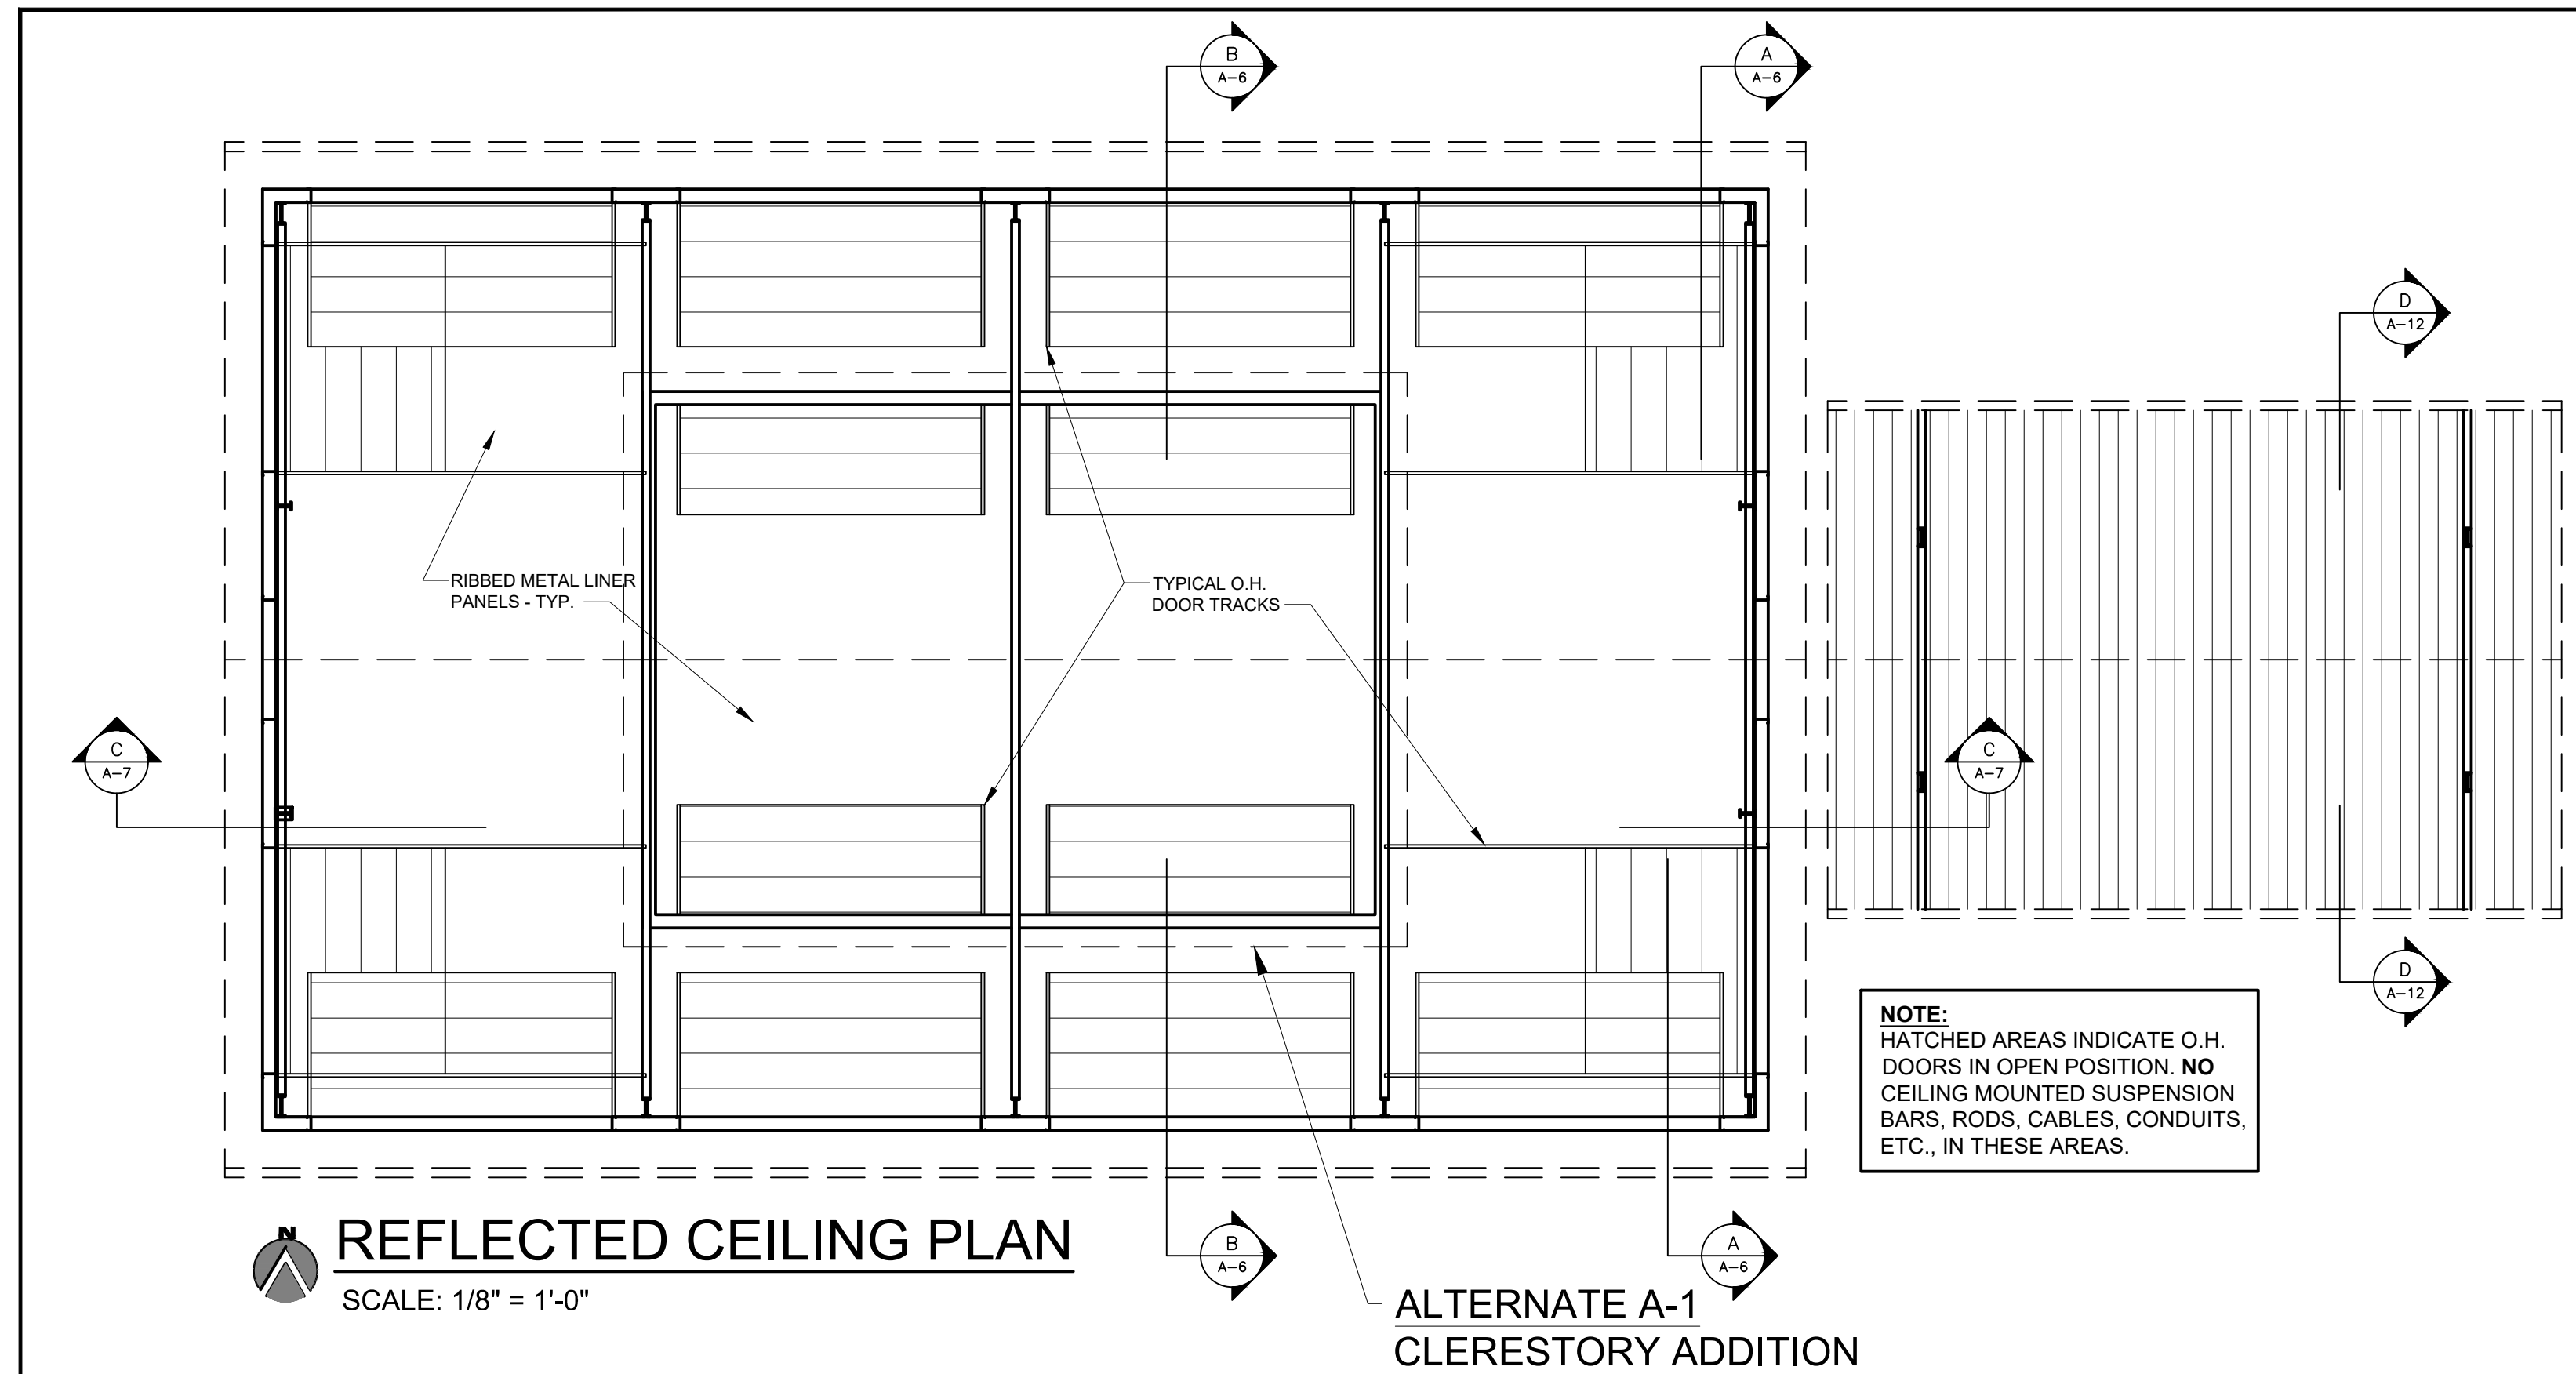 B
A-6
A
A-6
D
A-12
RIBBED METAL LINER
PANELS - TYP.
TYPICAL O.H.
DOOR TRACKS
C
A-7
C
A-7
NOTE:
HATCHED AREAS INDICATE O.H.
DOORS IN OPEN POSITION. NO
CEILING MOUNTED SUSPENSION
BARS, RODS, CABLES, CONDUITS,
ETC., IN THESE AREAS.
D
A-12
N
REFLECTED CEILING PLAN
SCALE: 1/8" = 1'-0"
B
A-6
A
A-6
ALTERNATE A-1
CLERESTORY ADDITION